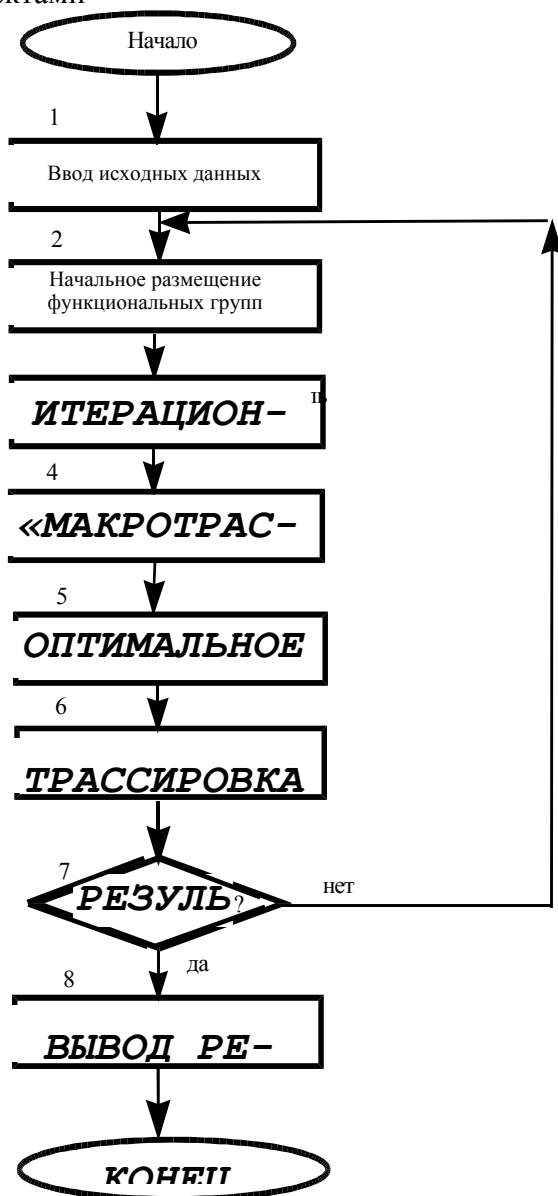 Начало
1
Ввод исходных данных
2
Начальное размещение
функциональных групп
ИТЕРАЦИОН-
4
«МАКРОТРАС-
5
ОПТИМАЛЬНОЕ
6
ТРАССИРОВКА
7
РЕЗУЛЬ ?
нет
да
8
ВЫВОД РЕ-
КОНЕЦ